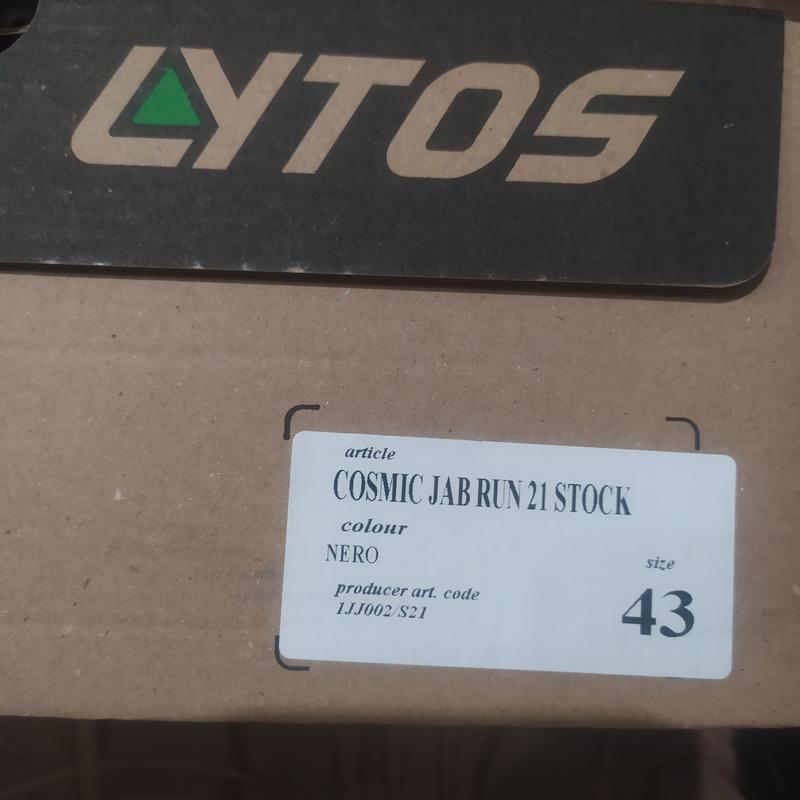 LYTOS
article
COSMIC JAB RUN 21 STOCK
colour
NERO
size
producer art. code
1JJ002/S21
43